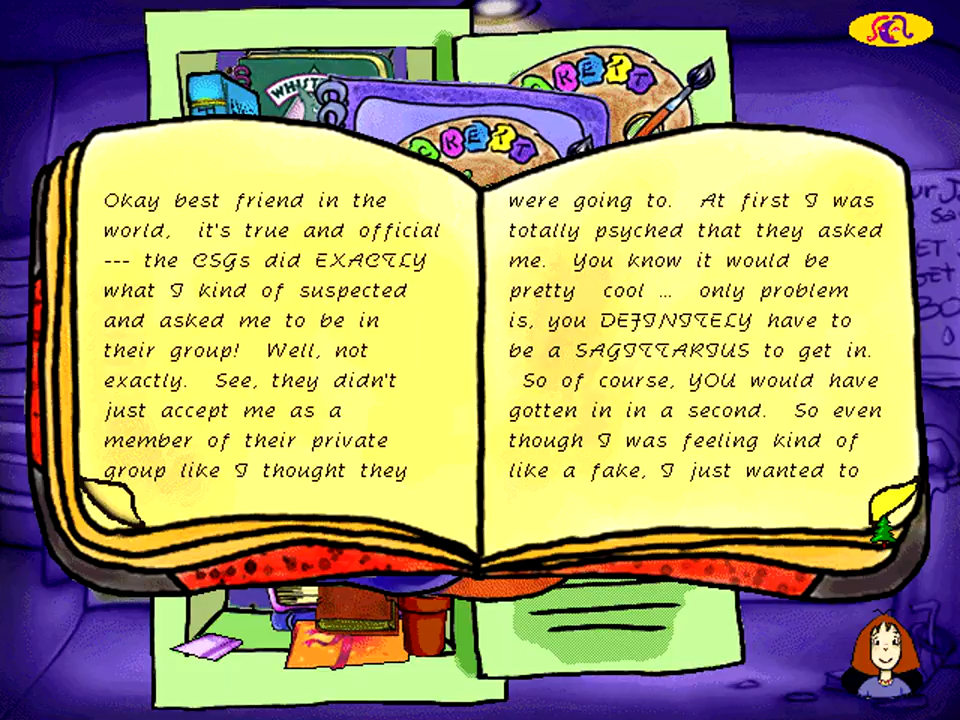 WHIST
CKETT
CKETT
Okay best friend in the
world, it's true and official
--- the CSGs did EXACTLY
what I kind of suspected
and asked me to be in
their group! Well, not
exactly. See, they didn't
just accept me as a
member of their private
group like I thought they
were going to. At first I was
totally psyched that they asked
me. You know it would be
pretty cool ... only problem
is, you DEFINITELY have to
be a SAGITTARIUS to get in.
So of course, YOU would have
gotten in in a second. So even
though I was feeling kind of
like a fake, I just wanted to